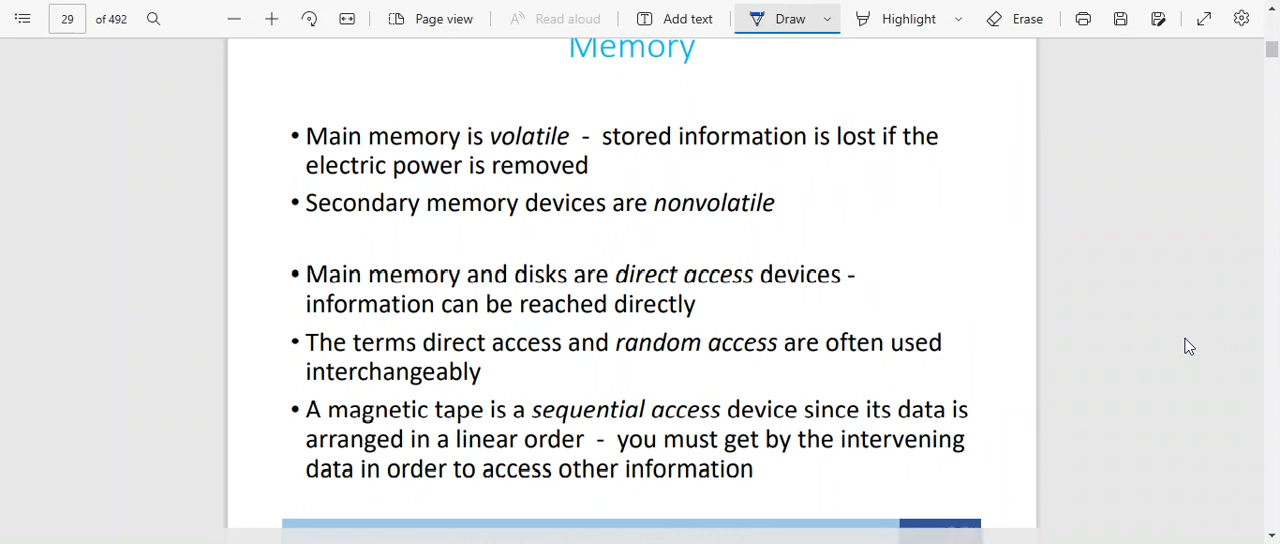 29 of 492 Page view Read aloud Add text Draw Highlight Erase
Memory
• Main memory is volatile - stored information is lost if the
electric power is removed
• Secondary memory devices are nonvolatile
• Main memory and disks are direct access devices -
information can be reached directly
• The terms direct access and random access are often used
interchangeably
• A magnetic tape is a sequential access device since its data is
arranged in a linear order - you must get by the intervening
data in order to access other information